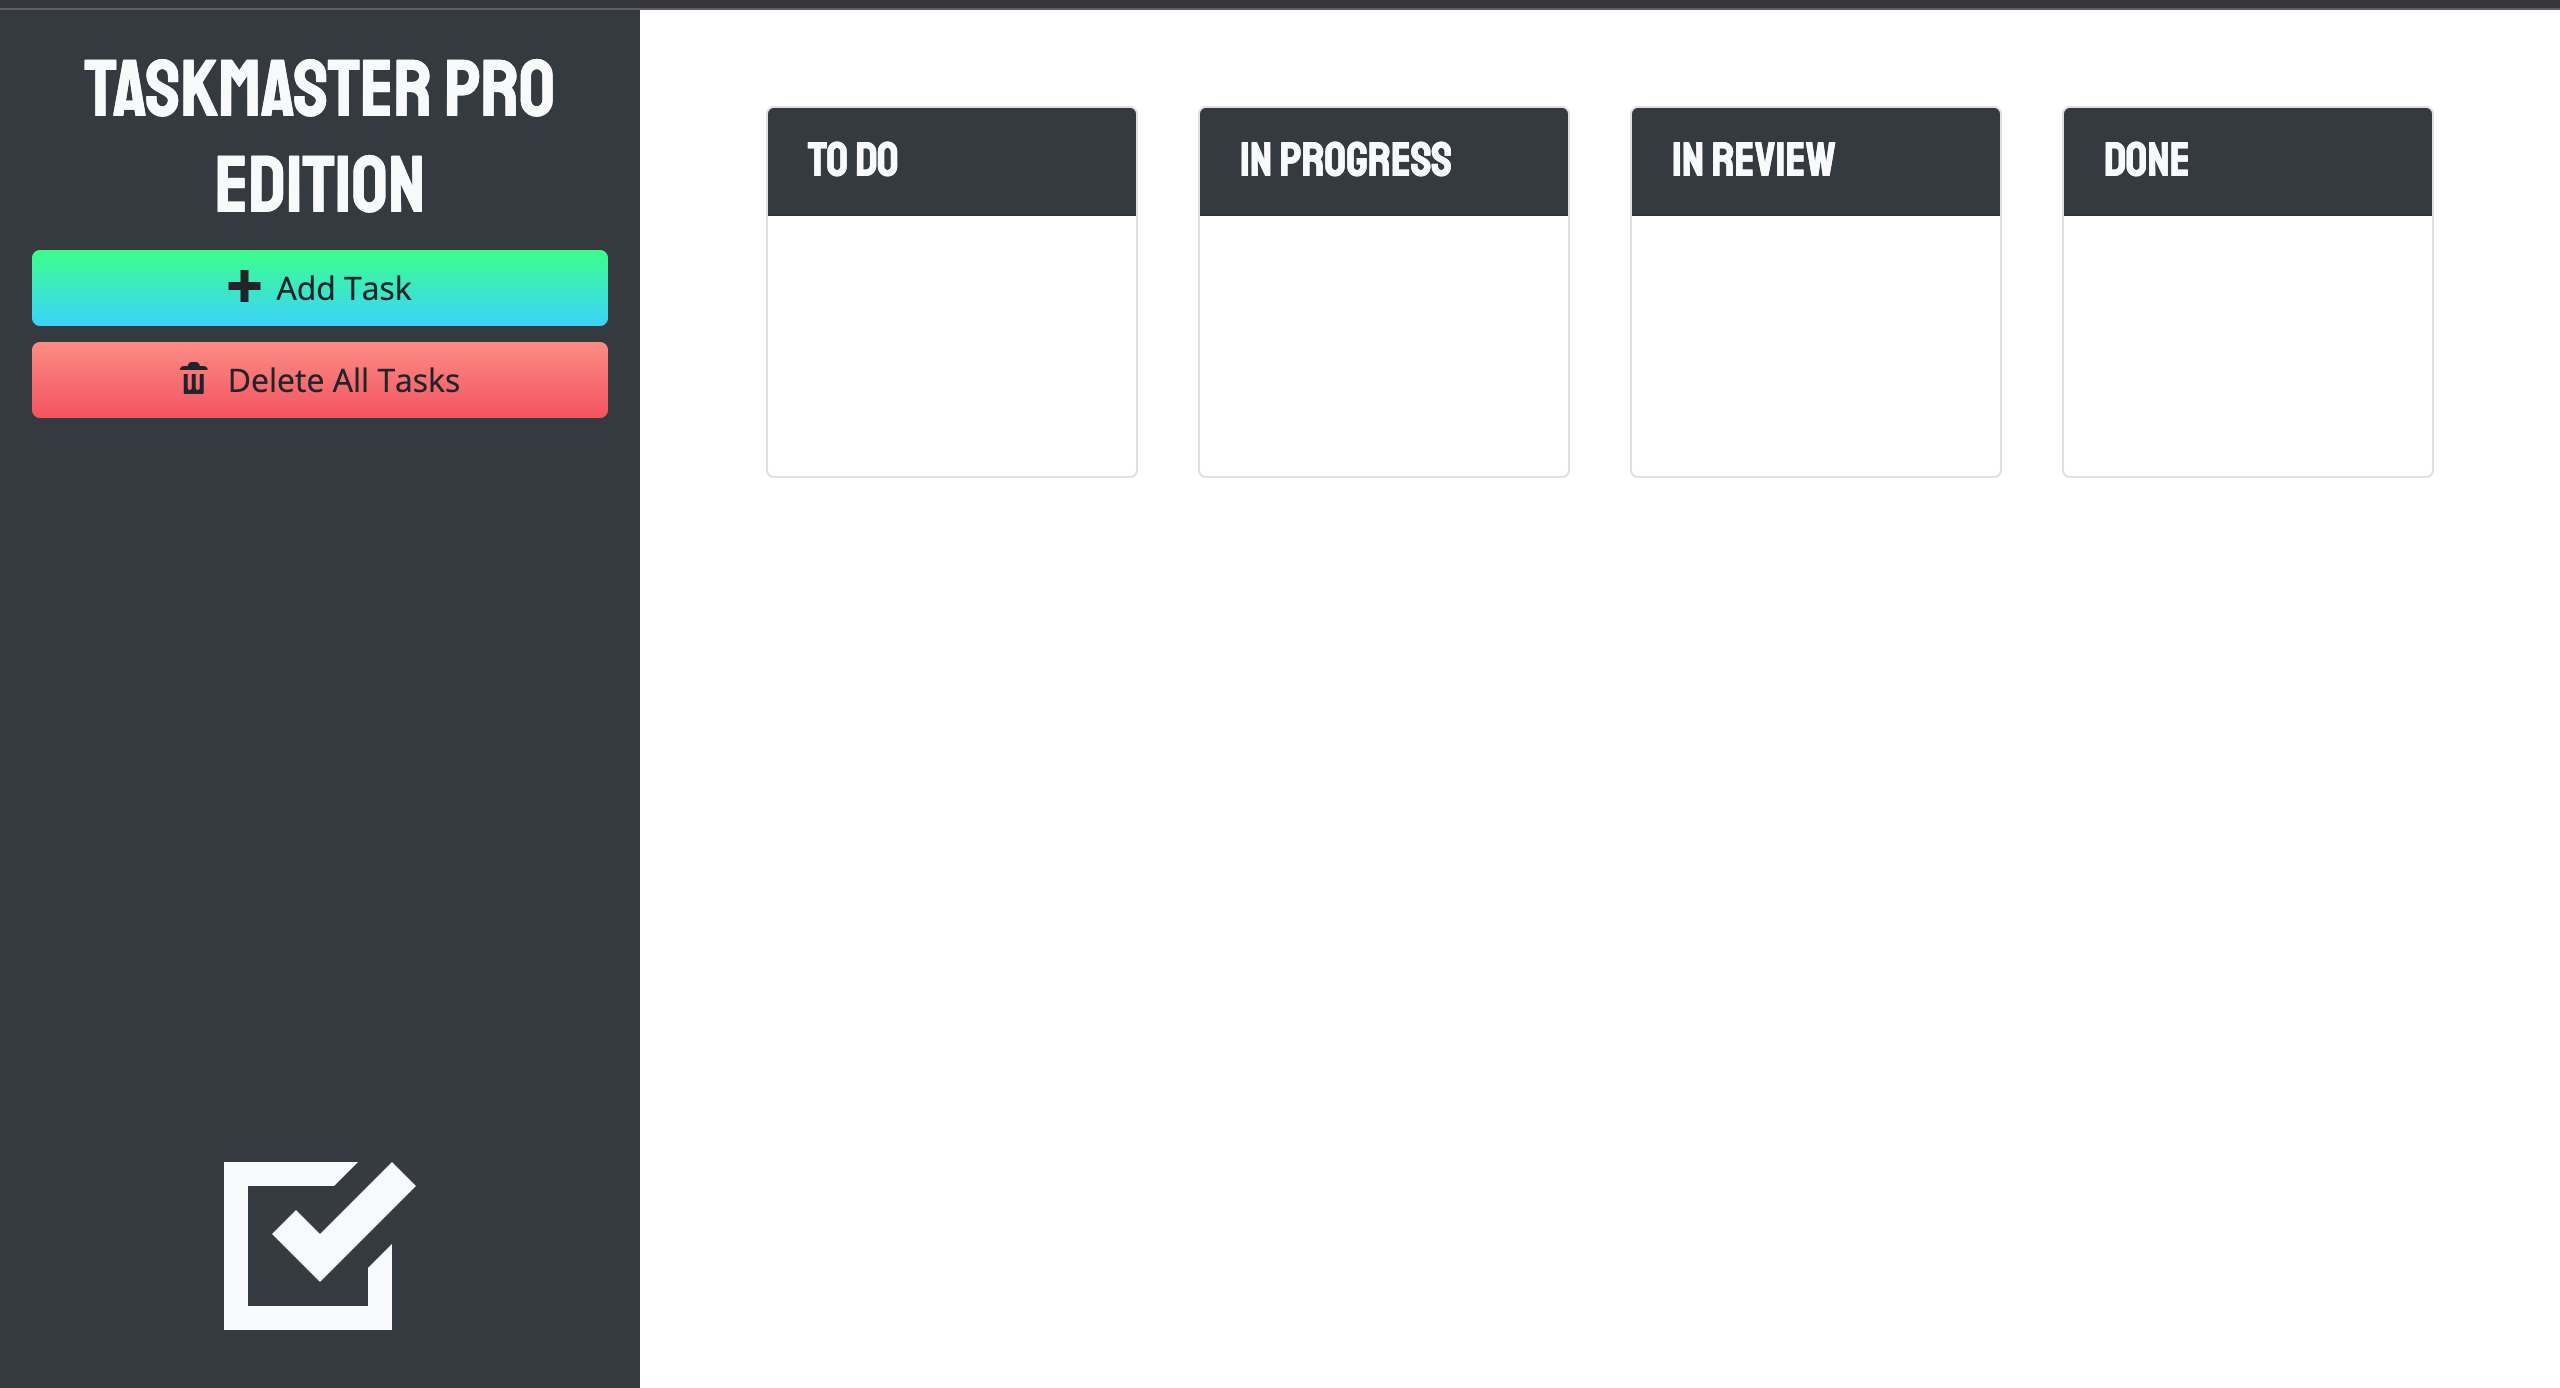 TASKMASTER PRO
EDITION
Add Task
Delete All Tasks
TO DO
IN PROGRESS
IN REVIEW
DONE